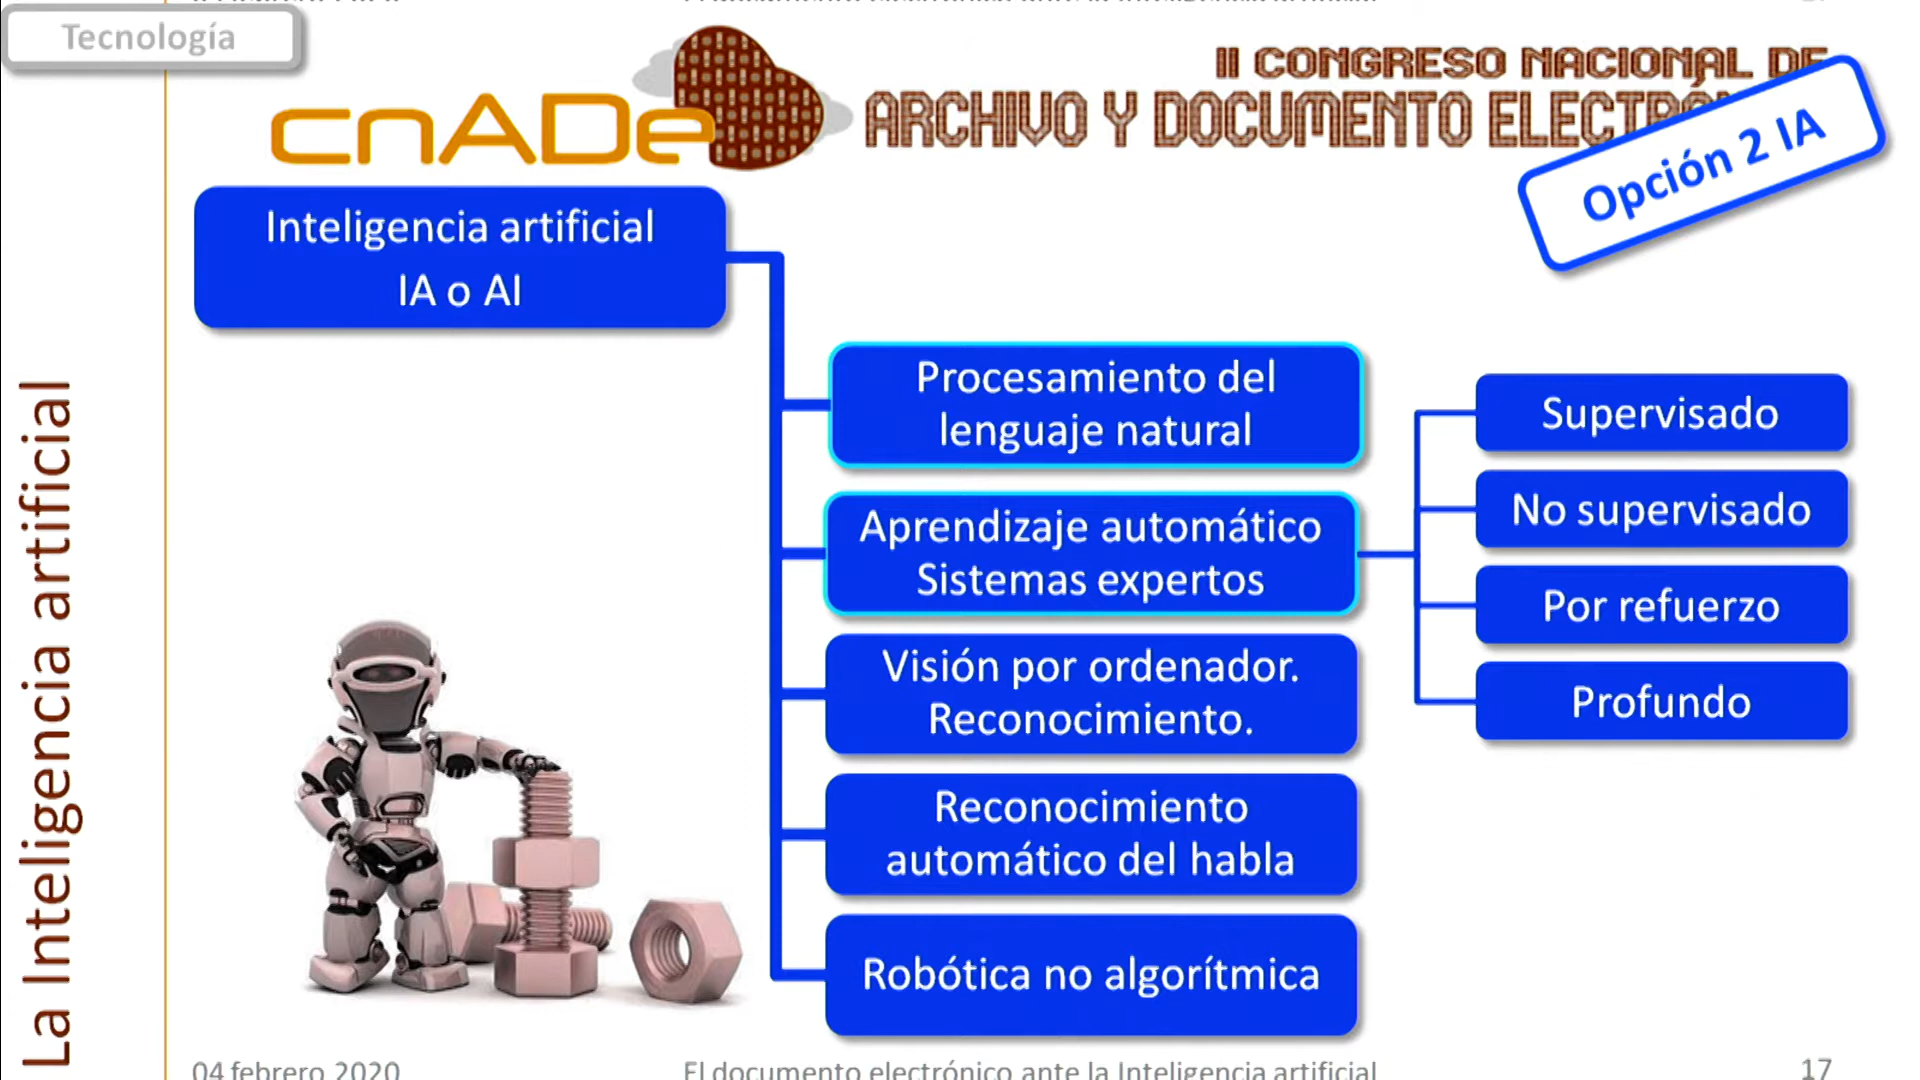 Tecnología
cnADe
II CONGRESO NACIONAL DE
ARCHIVO Y DOCUMENTO
Opción 2 IA
La Inteligencia artificial
Inteligencia artificial
IA o AI
Procesamiento del
lenguaje natural
Aprendizaje automático
Sistemas expertos
Visión por ordenador.
Reconocimiento.
Reconocimiento
automático del habla
Robótica no algorítmica
Supervisado
No supervisado
Por refuerzo
Profundo
04 febrero 2020
El documento electrónico ante la Inteligencia artificial
17